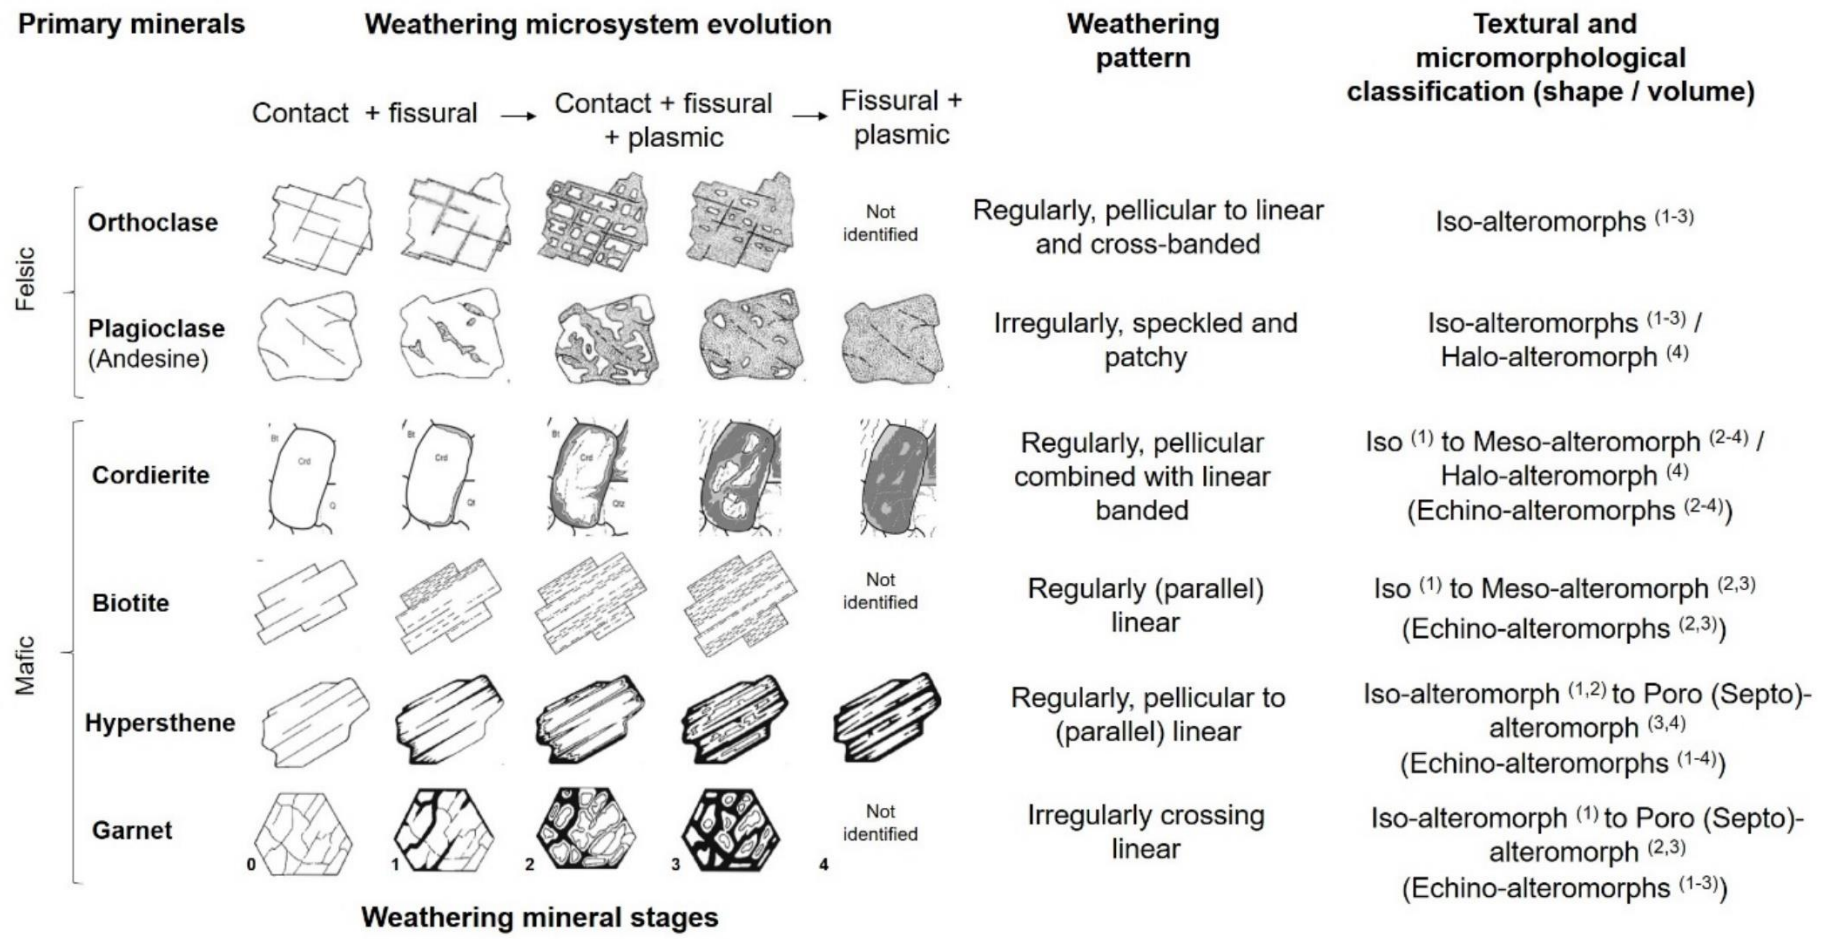 Primary minerals
Weathering microsystem evolution
Weathering
pattern
Textural and
micromorphological
classification (shape / volume)
Contact + fissural
Contact + fissural
+ plasmic
Fissural +
plasmic
Felsic
Orthoclase
Not
identified
Regularly, pellicular to linear
and cross-banded
Iso-alteromorphs (1-3)
Plagioclase
(Andesine)
Irregularly, speckled and
patchy
Iso-alteromorphs (1-3) /
Halo-alteromorph (4)
Mafic
Cordierite
Bt
Crd
Q
Bt
Crd
Qt
Bt
Crd
Qtz
Regularly, pellicular
combined with linear
banded
Iso (1) to Meso-alteromorph (2-4) /
Halo-alteromorph (4)
(Echino-alteromorphs (2-4))
Biotite
Not
identified
Regularly (parallel)
linear
Iso (1) to Meso-alteromorph (2,3)
(Echino-alteromorphs (2,3))
Hypersthene
Regularly, pellicular to
(parallel) linear
Iso-alteromorph (1,2) to Poro (Septo)-
alteromorph (3,4)
(Echino-alteromorphs (1-4))
Garnet
0
1
2
3
4
Not
identified
Irregularly crossing
linear
Iso-alteromorph (1) to Poro (Septo)-
alteromorph (2,3)
(Echino-alteromorphs (1-3))
Weathering mineral stages